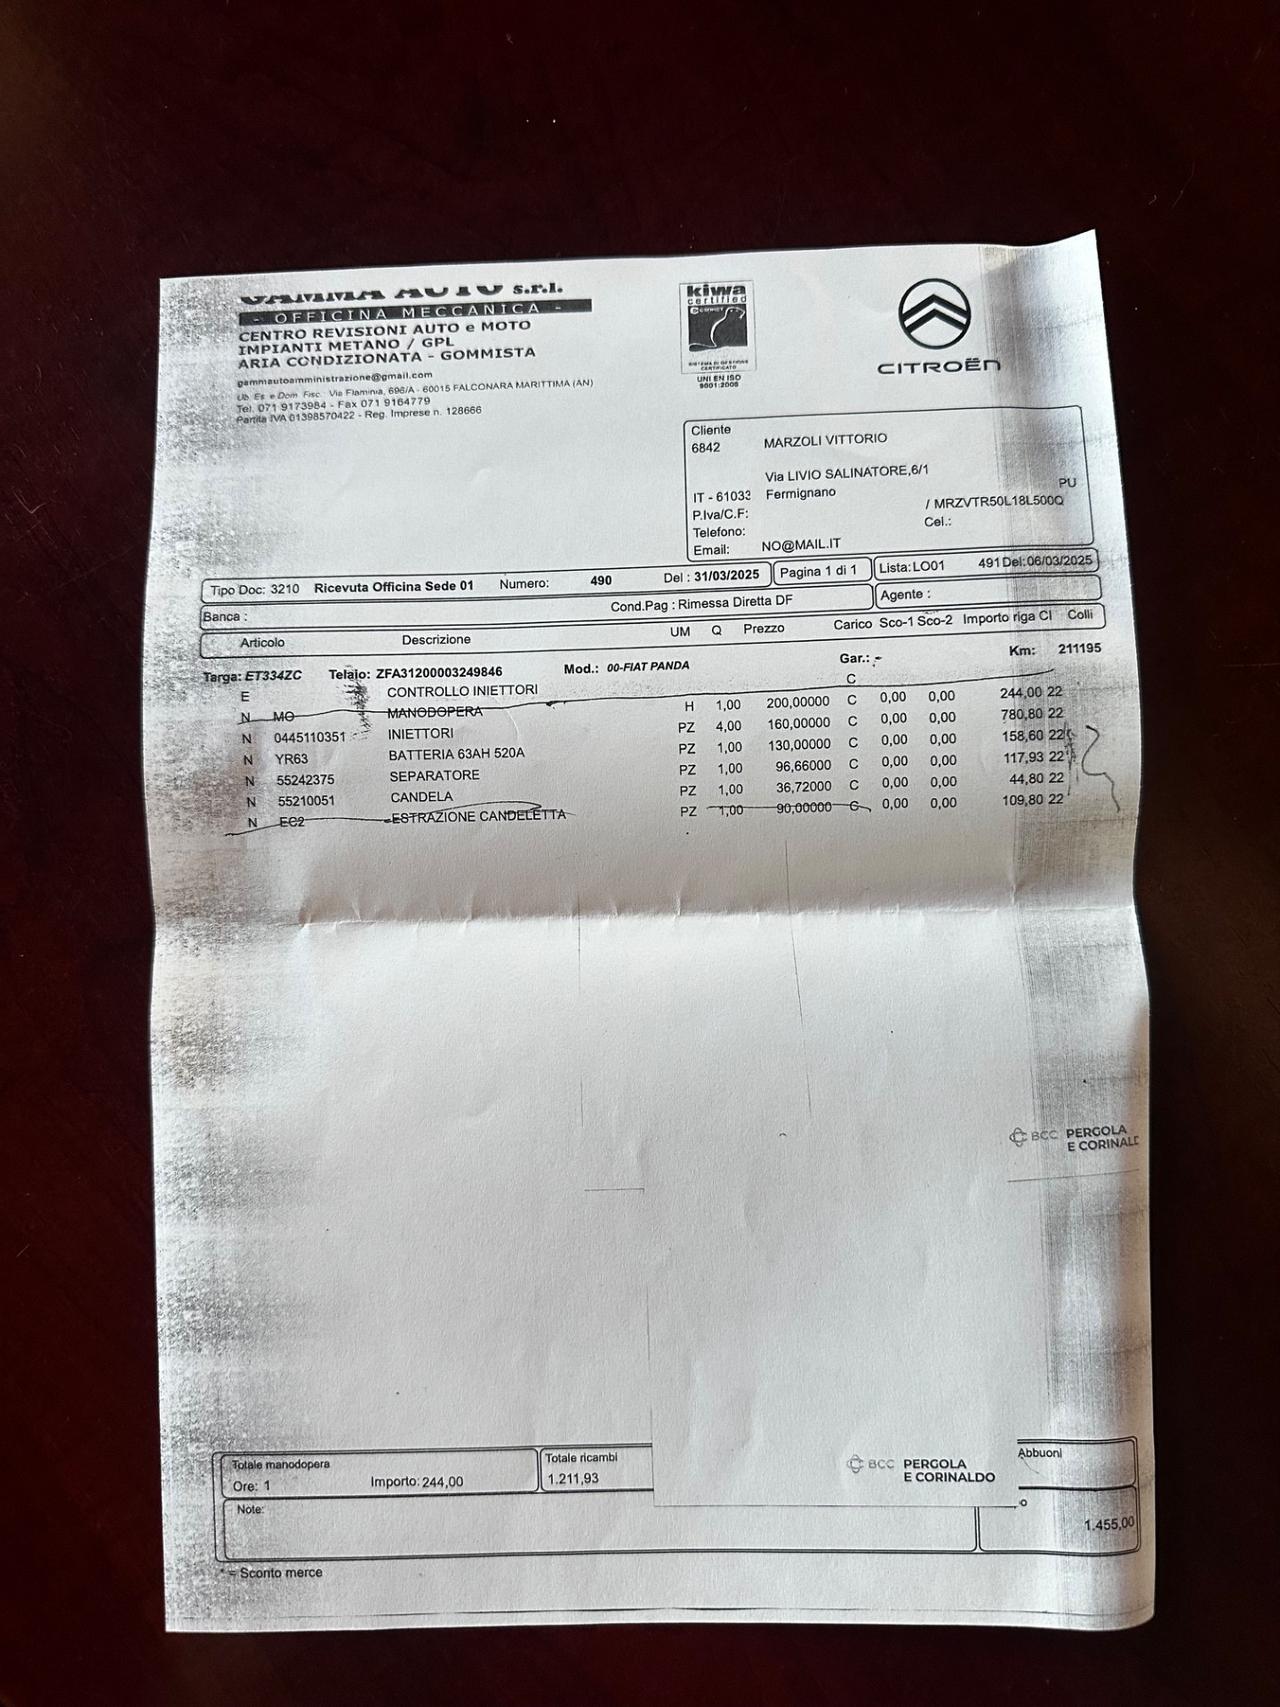 GAMMA AUTO s.r.l.
- OFFICINA MECCANICA -
CENTRO REVISIONI AUTO e MOTO
IMPIANTI METANO / GPL
ARIA CONDIZIONATA - GOMMISTA
gammautoamministrazione@gmail.com
Ub. Es. e Dom. Fisc.: Via Flaminia, 696/A - 60015 FALCONARA MARITTIMA (AN)
Tel. 071 9173984 - Fax 071 9164779
Partita IVA 01398570422 - Reg. Imprese n. 128666
kiwa
certified
SISTEMA DI GESTIONE
CERTIFICATO
UNI EN ISO
9001:2008
CITROËN
Cliente
6842 MARZOLI VITTORIO
Via LIVIO SALINATORE,6/1
IT - 61033 Fermignano PU
P.Iva/C.F: / MRZVTR50L18L500Q
Telefono: Cel.:
Email: NO@MAIL.IT
Tipo Doc: 3210 Ricevuta Officina Sede 01 Numero: 490 Del : 31/03/2025 Pagina 1 di 1 Lista: LO01 491 Del: 06/03/2025
Banca : Cond.Pag : Rimessa Diretta DF Agente :
Articolo Descrizione UM Q Prezzo Carico Sco-1 Sco-2 Importo riga CI Colli
Targa: ET334ZC Telaio: ZFA31200003249846 Mod.: 00-FIAT PANDA Gar.: - Km: 211195
E CONTROLLO INIETTORI C
N MO MANODOPERA H 1,00 200,00000 C 0,00 0,00 244,00 22
N 0445110351 INIETTORI PZ 4,00 160,00000 C 0,00 0,00 780,80 22
N YR63 BATTERIA 63AH 520A PZ 1,00 130,00000 C 0,00 0,00 158,60 22
N 55242375 SEPARATORE PZ 1,00 96,66000 C 0,00 0,00 117,93 22
N 55210051 CANDELA PZ 1,00 36,72000 C 0,00 0,00 44,80 22
N EC2 ESTRAZIONE CANDELETTA PZ 1,00 90,00000 C 0,00 0,00 109,80 22
BCC PERGOLA
E CORINALD
Totale manodopera
Ore: 1 Importo: 244,00
Totale ricambi
1.211,93
BCC PERGOLA
E CORINALDO
Abbuoni
Note:
o
1.455,00
* = Sconto merce